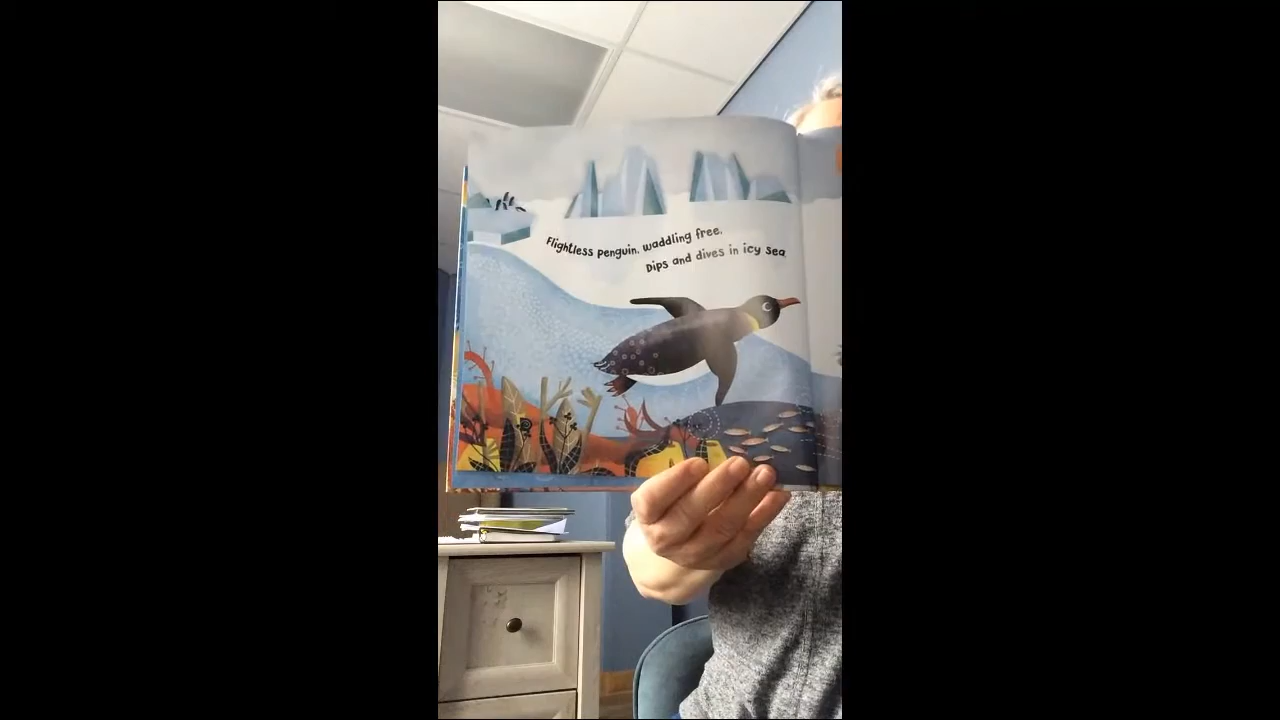 Flightless penguin, waddling free,
Dips and dives in icy sea.